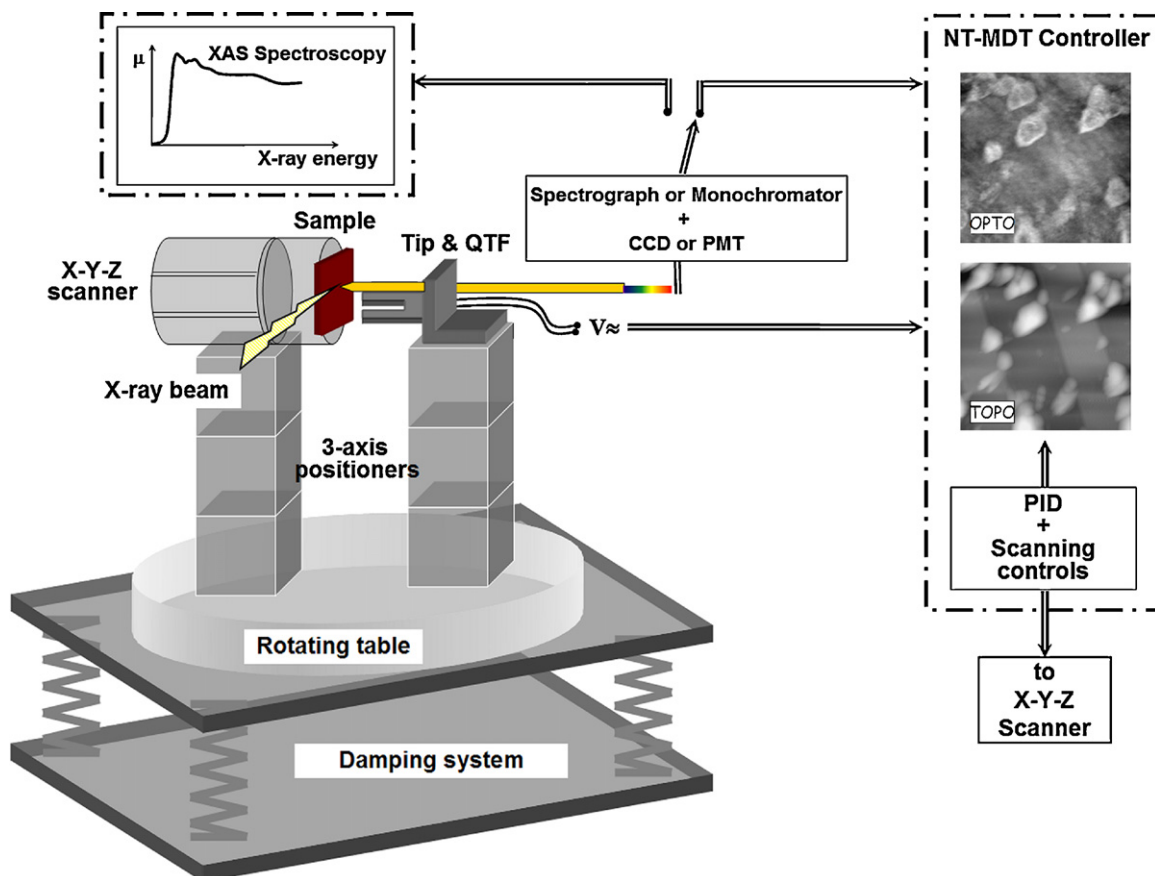 XAS Spectroscopy
μ
X-ray energy
NT-MDT Controller
OPTO
TOPO
Spectrograph or Monochromator
+
CCD or PMT
Sample
Tip & QTF
X-Y-Z
scanner
V≈
X-ray beam
3-axis
positioners
PID
+
Scanning
controls
Rotating table
to
X-Y-Z
Scanner
Damping system